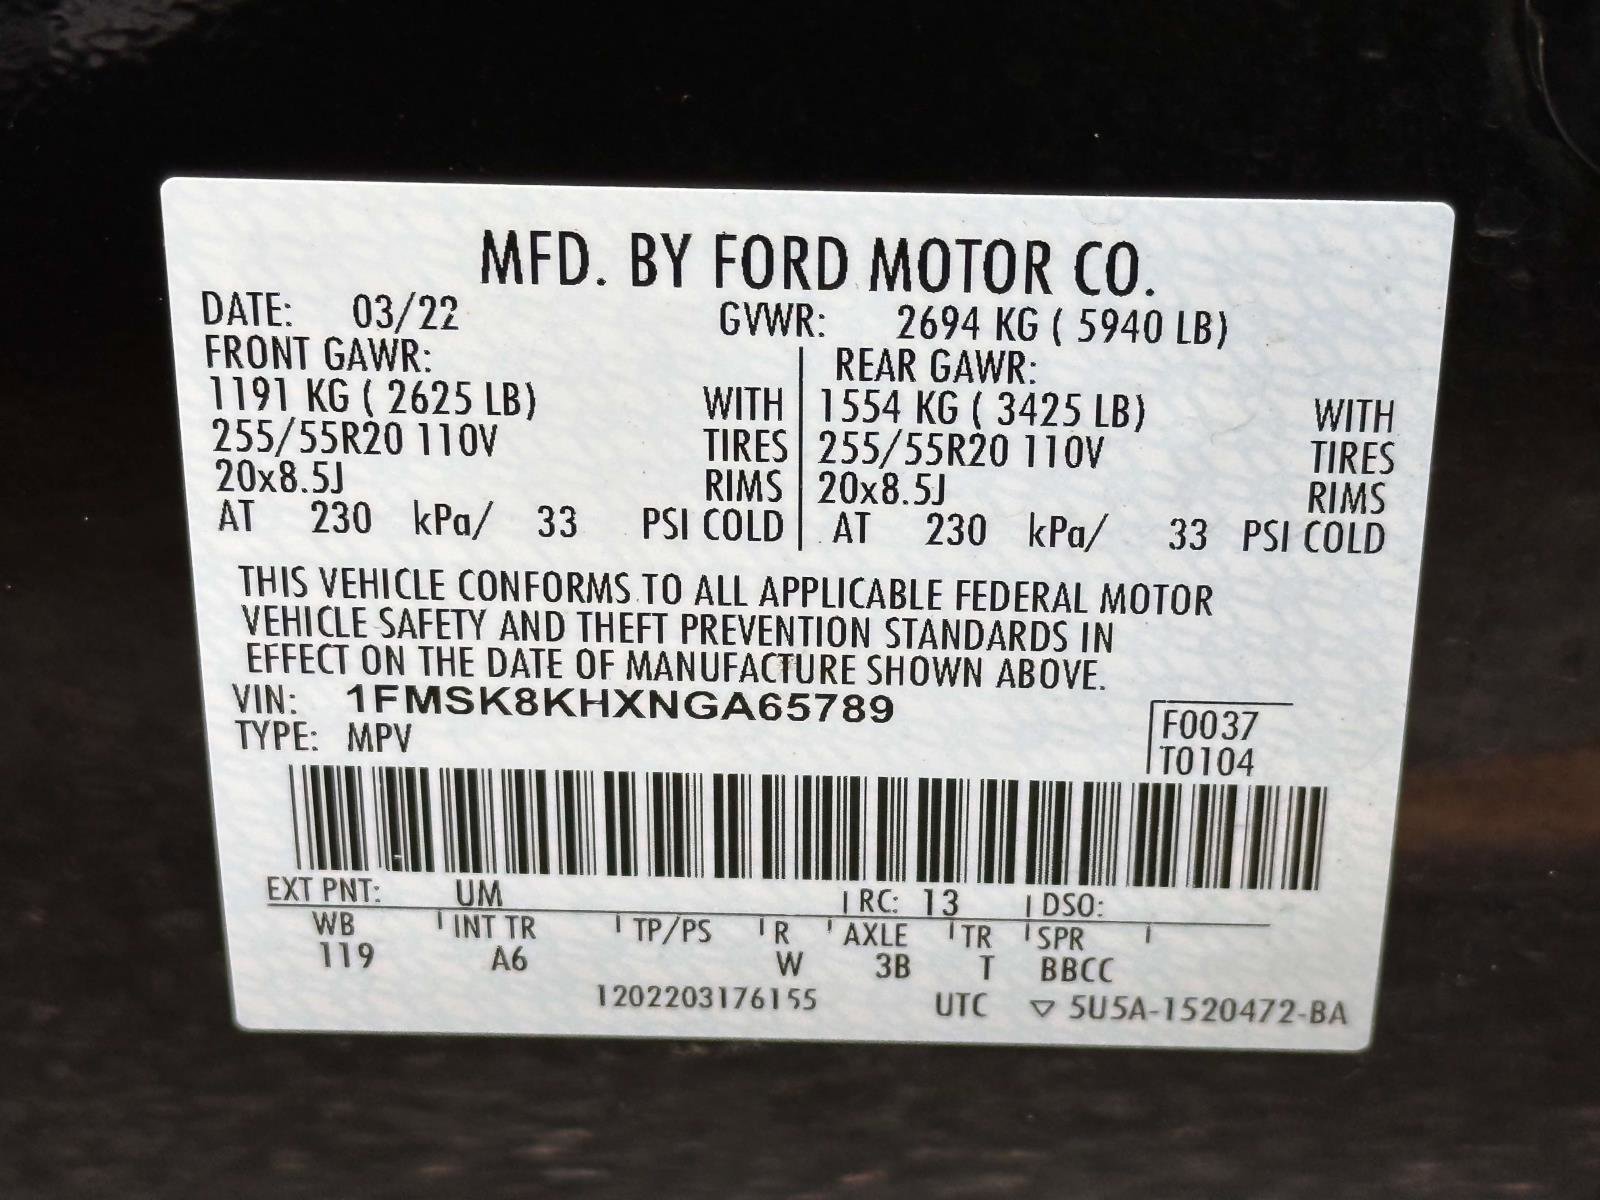 MFD. BY FORD MOTOR CO.
DATE: 03/22 GVWR: 2694 KG ( 5940 LB)
FRONT GAWR: REAR GAWR:
1191 KG ( 2625 LB) WITH 1554 KG ( 3425 LB) WITH
255/55R20 110V TIRES 255/55R20 110V TIRES
20x8.5J RIMS 20x8.5J RIMS
AT 230 kPa/ 33 PSI COLD AT 230 kPa/ 33 PSI COLD
THIS VEHICLE CONFORMS TO ALL APPLICABLE FEDERAL MOTOR
VEHICLE SAFETY AND THEFT PREVENTION STANDARDS IN
EFFECT ON THE DATE OF MANUFACTURE SHOWN ABOVE.
VIN: 1FMSK8KHXNGA65789
TYPE: MPV
F0037
T0104
EXT PNT: UM RC: 13 DSO:
WB INT TR TP/PS R AXLE TR SPR
119 A6 W 3B T BBCC
1202203176155 UTC ▽ 5U5A-1520472-BA